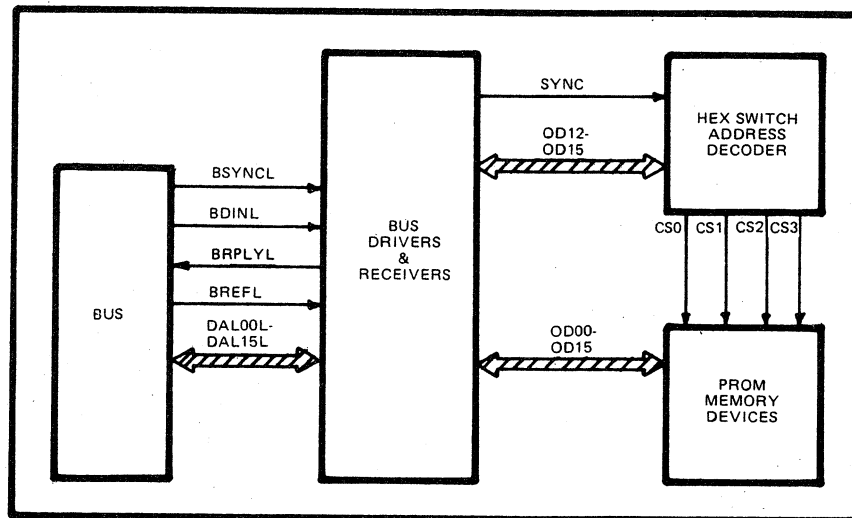 SYNC
HEX SWITCH
ADDRESS
DECODER
OD12-
OD15
BSYNCL
BDINL
BRPLYL
BREFL
DAL00L-
DAL15L
BUS
BUS
DRIVERS
&
RECEIVERS
CS0 CS1 CS2 CS3
OD00-
OD15
PROM
MEMORY
DEVICES